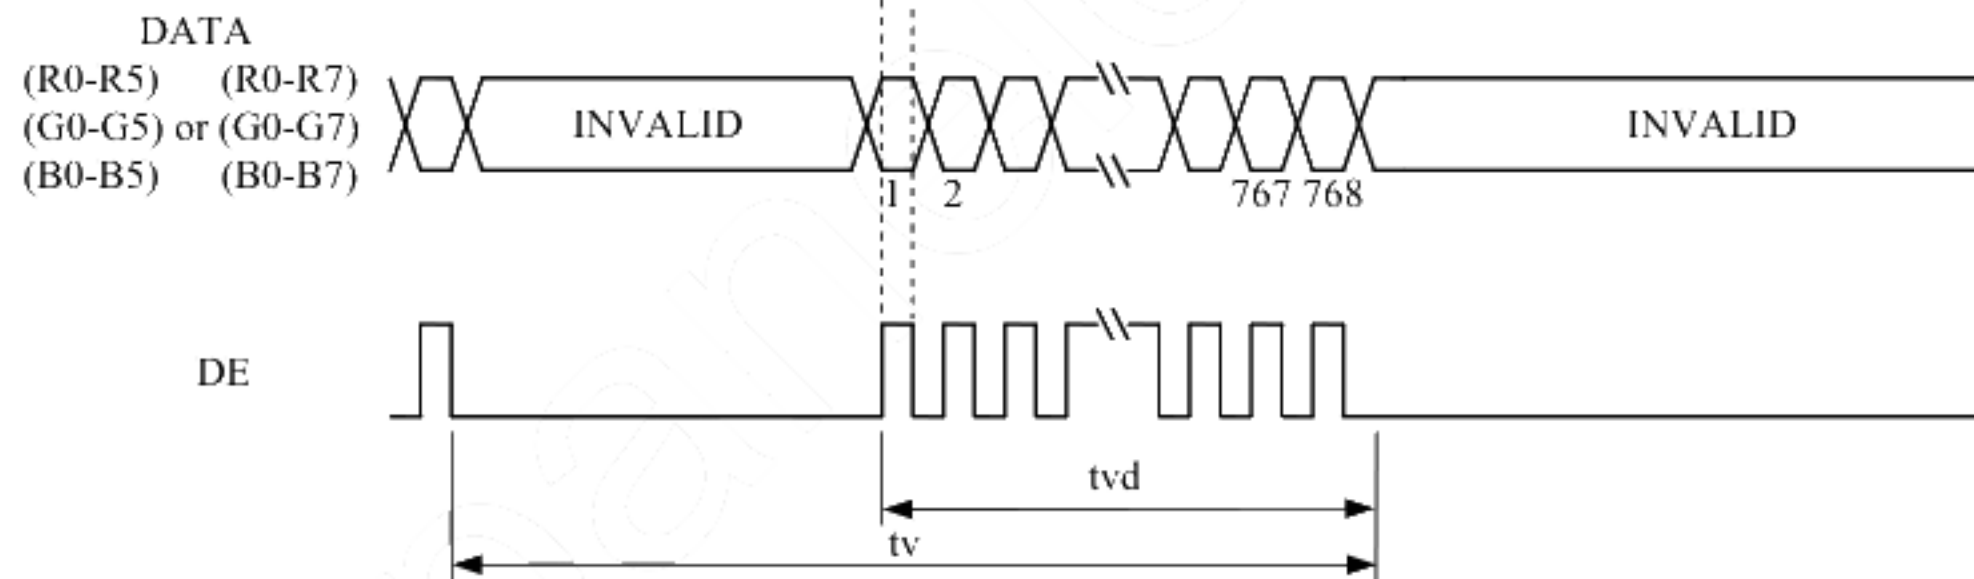 DATA
(R0-R5) (R0-R7)
(G0-G5) or (G0-G7)
(B0-B5) (B0-B7)
INVALID
INVALID
1 2 767 768
DE
tvd
tv